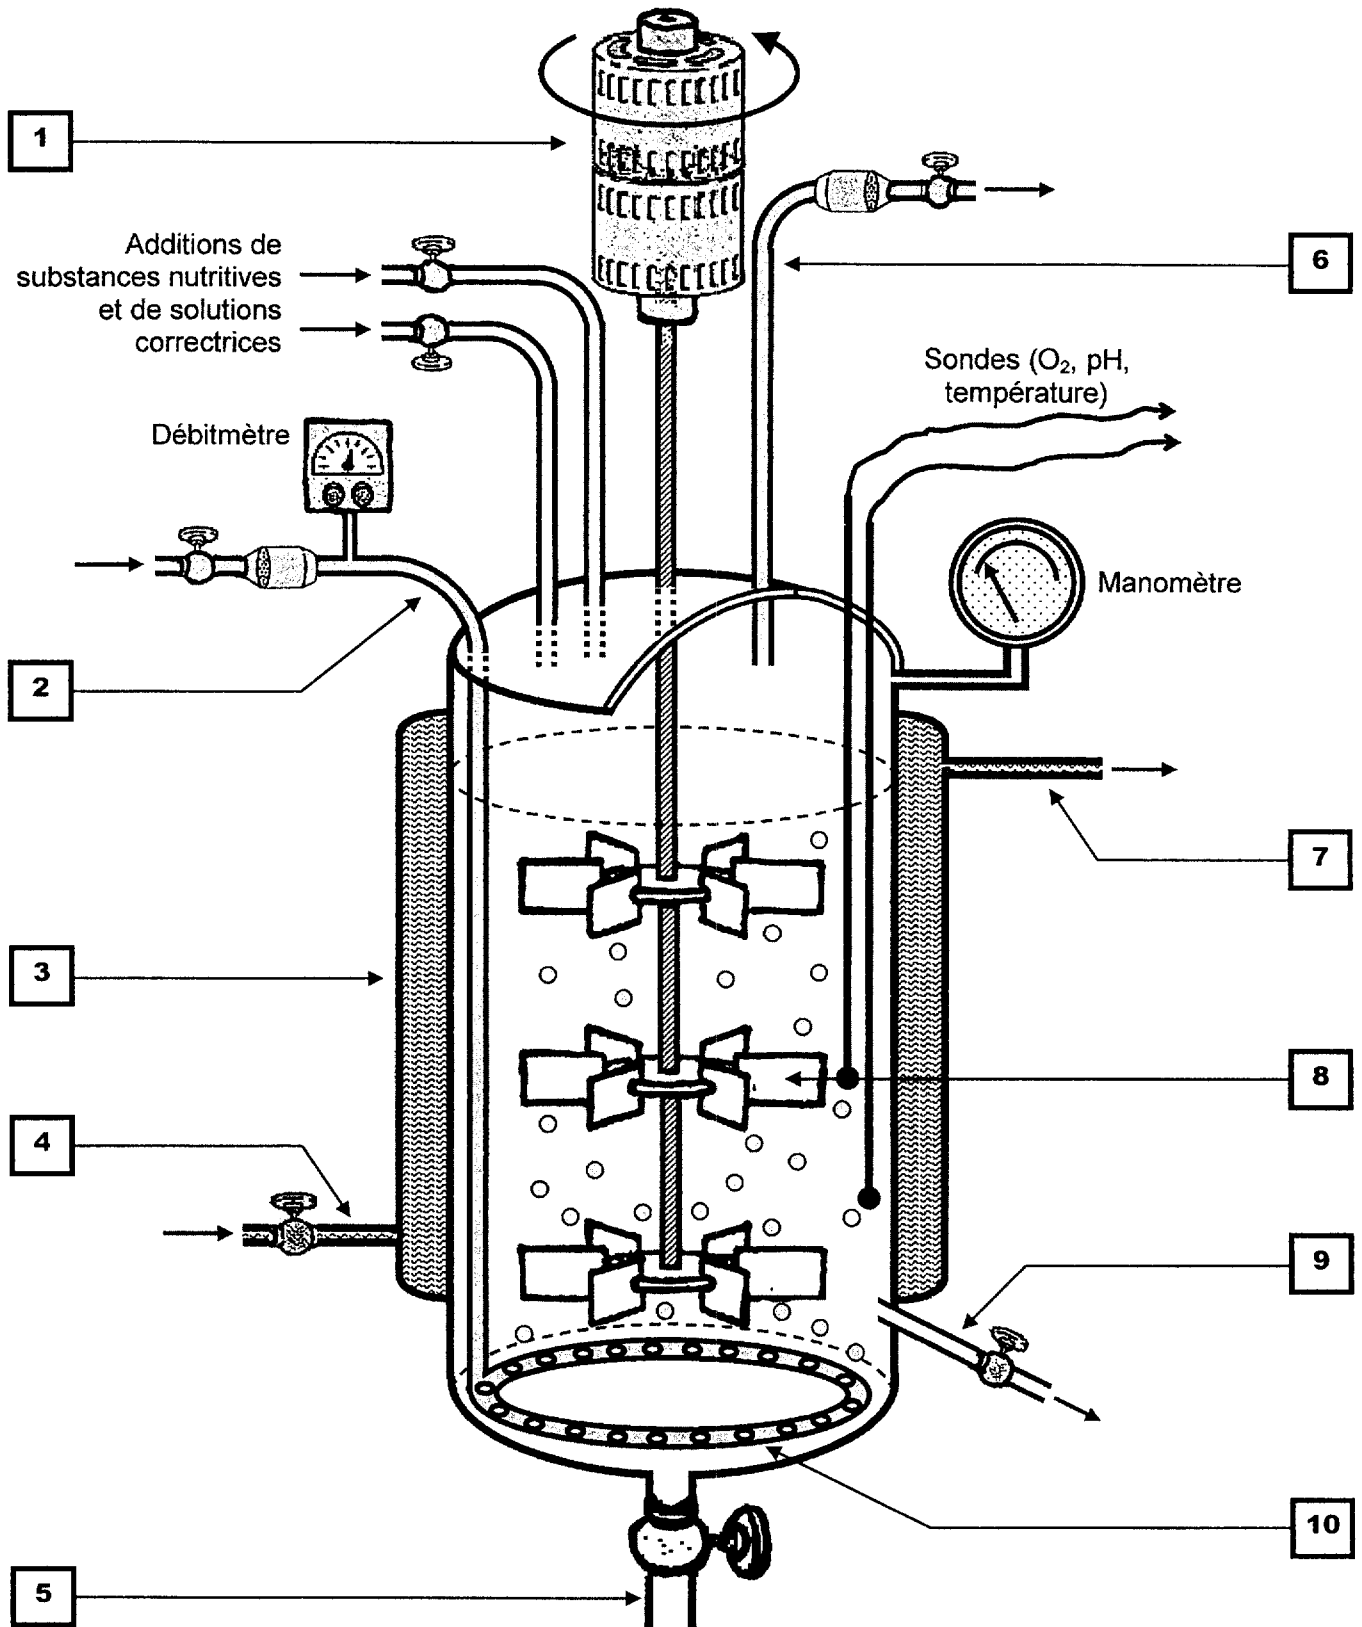 1
Additions de
substances nutritives
et de solutions
correctrices
6
Sondes (O₂, pH,
température)
Débitmètre
Manomètre
2
7
3
8
4
9
10
5